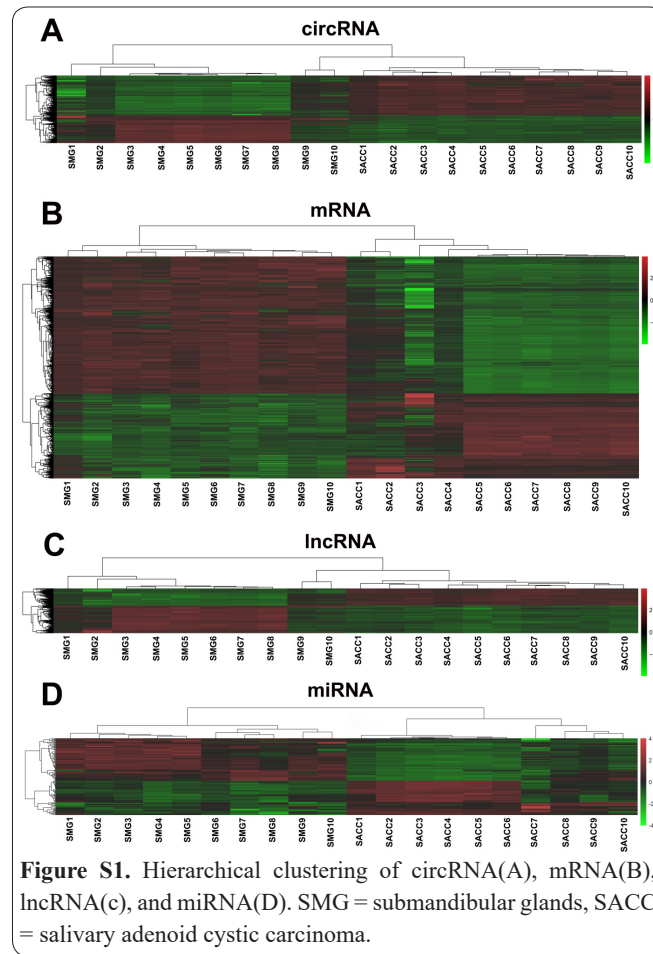 A
circRNA
SMG1 SMG2 SMG3 SMG4 SMG5 SMG6 SMG7 SMG8 SMG9 SMG10 SACC1 SACC2 SACC3 SACC4 SACC5 SACC6 SACC7 SACC8 SACC9 SACC10
B
mRNA
2
0
SMG1 SMG2 SMG3 SMG4 SMG5 SMG6 SMG7 SMG8 SMG9 SMG10 SACC1 SACC2 SACC3 SACC4 SACC5 SACC6 SACC7 SACC8 SACC9 SACC10
C
lncRNA
2
0
SMG1 SMG2 SMG3 SMG4 SMG5 SMG6 SMG7 SMG8 SMG9 SMG10 SACC1 SACC2 SACC3 SACC4 SACC5 SACC6 SACC7 SACC8 SACC9 SACC10
D
miRNA
4
2
0
-2
-4
SMG1 SMG2 SMG3 SMG4 SMG5 SMG6 SMG7 SMG8 SMG9 SMG10 SACC1 SACC2 SACC3 SACC4 SACC5 SACC6 SACC7 SACC8 SACC9 SACC10
Figure S1. Hierarchical clustering of circRNA(A), mRNA(B),
lncRNA(c), and miRNA(D). SMG = submandibular glands, SACC
= salivary adenoid cystic carcinoma.